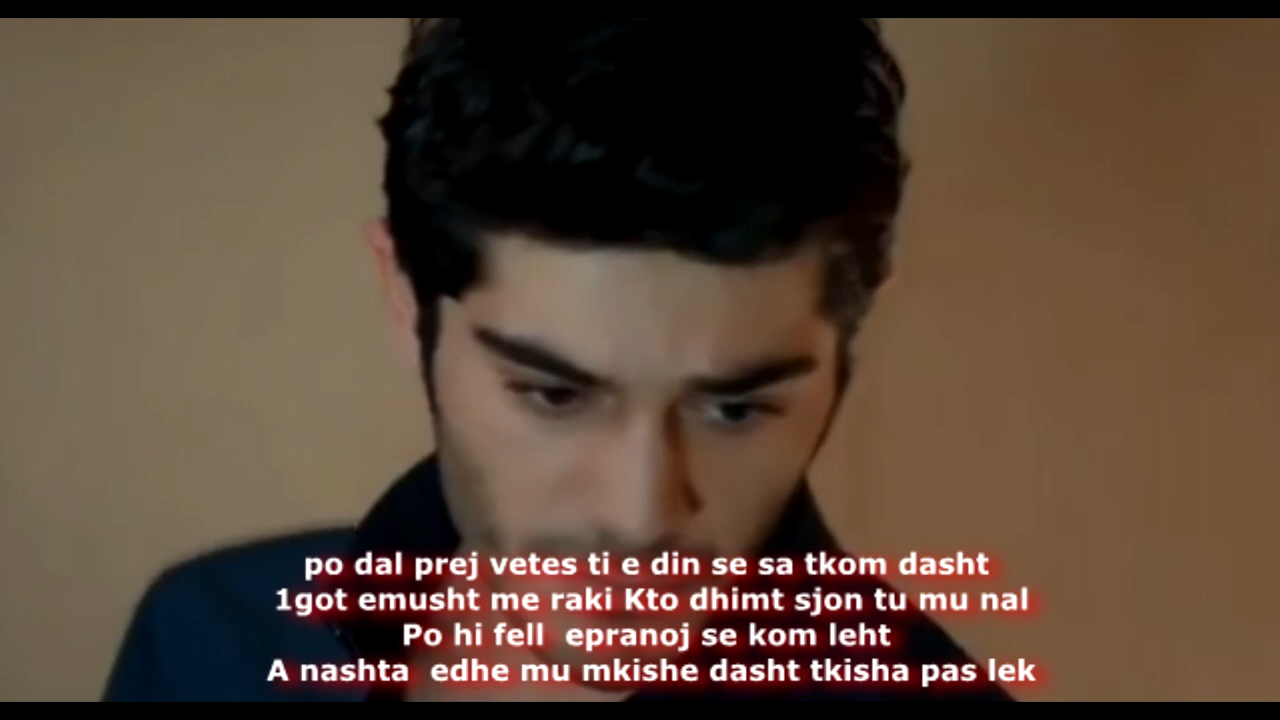 po dal prej vetes ti e din se sa tkom dasht
1got emusht me raki Kto dhimt sjon tu mu nal
Po hi fell  epranoj se kom leht
A nashta  edhe mu mkishe dasht tkisha pas lek